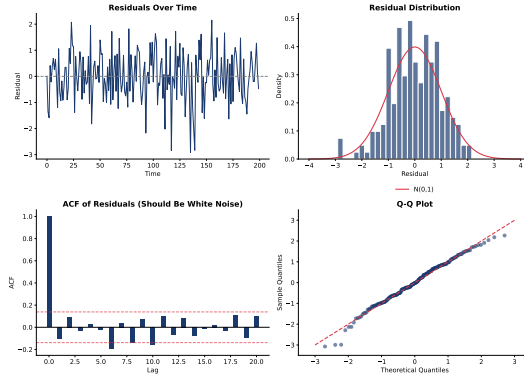 Residuals Over Time
2
1
0
−1
−2
−3
Residual
0 25 50 75 100 125 150 175 200
Time
Residual Distribution
0.5
0.4
0.3
0.2
0.1
0.0
Density
−4 −3 −2 −1 0 1 2 3 4
Residual
N(0,1)
ACF of Residuals (Should Be White Noise)
1.0
0.8
0.6
0.4
0.2
0.0
−0.2
ACF
0.0 2.5 5.0 7.5 10.0 12.5 15.0 17.5 20.0
Lag
Q-Q Plot
3
2
1
0
−1
−2
−3
Sample Quantiles
−3 −2 −1 0 1 2 3
Theoretical Quantiles